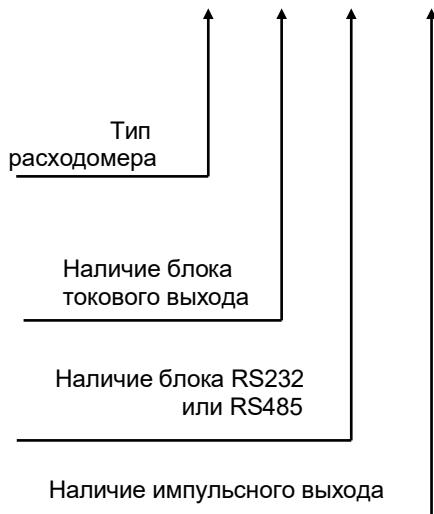 Тип
расходомера
Наличие блока
токового выхода
Наличие блока RS232
или RS485
Наличие импульсного выхода